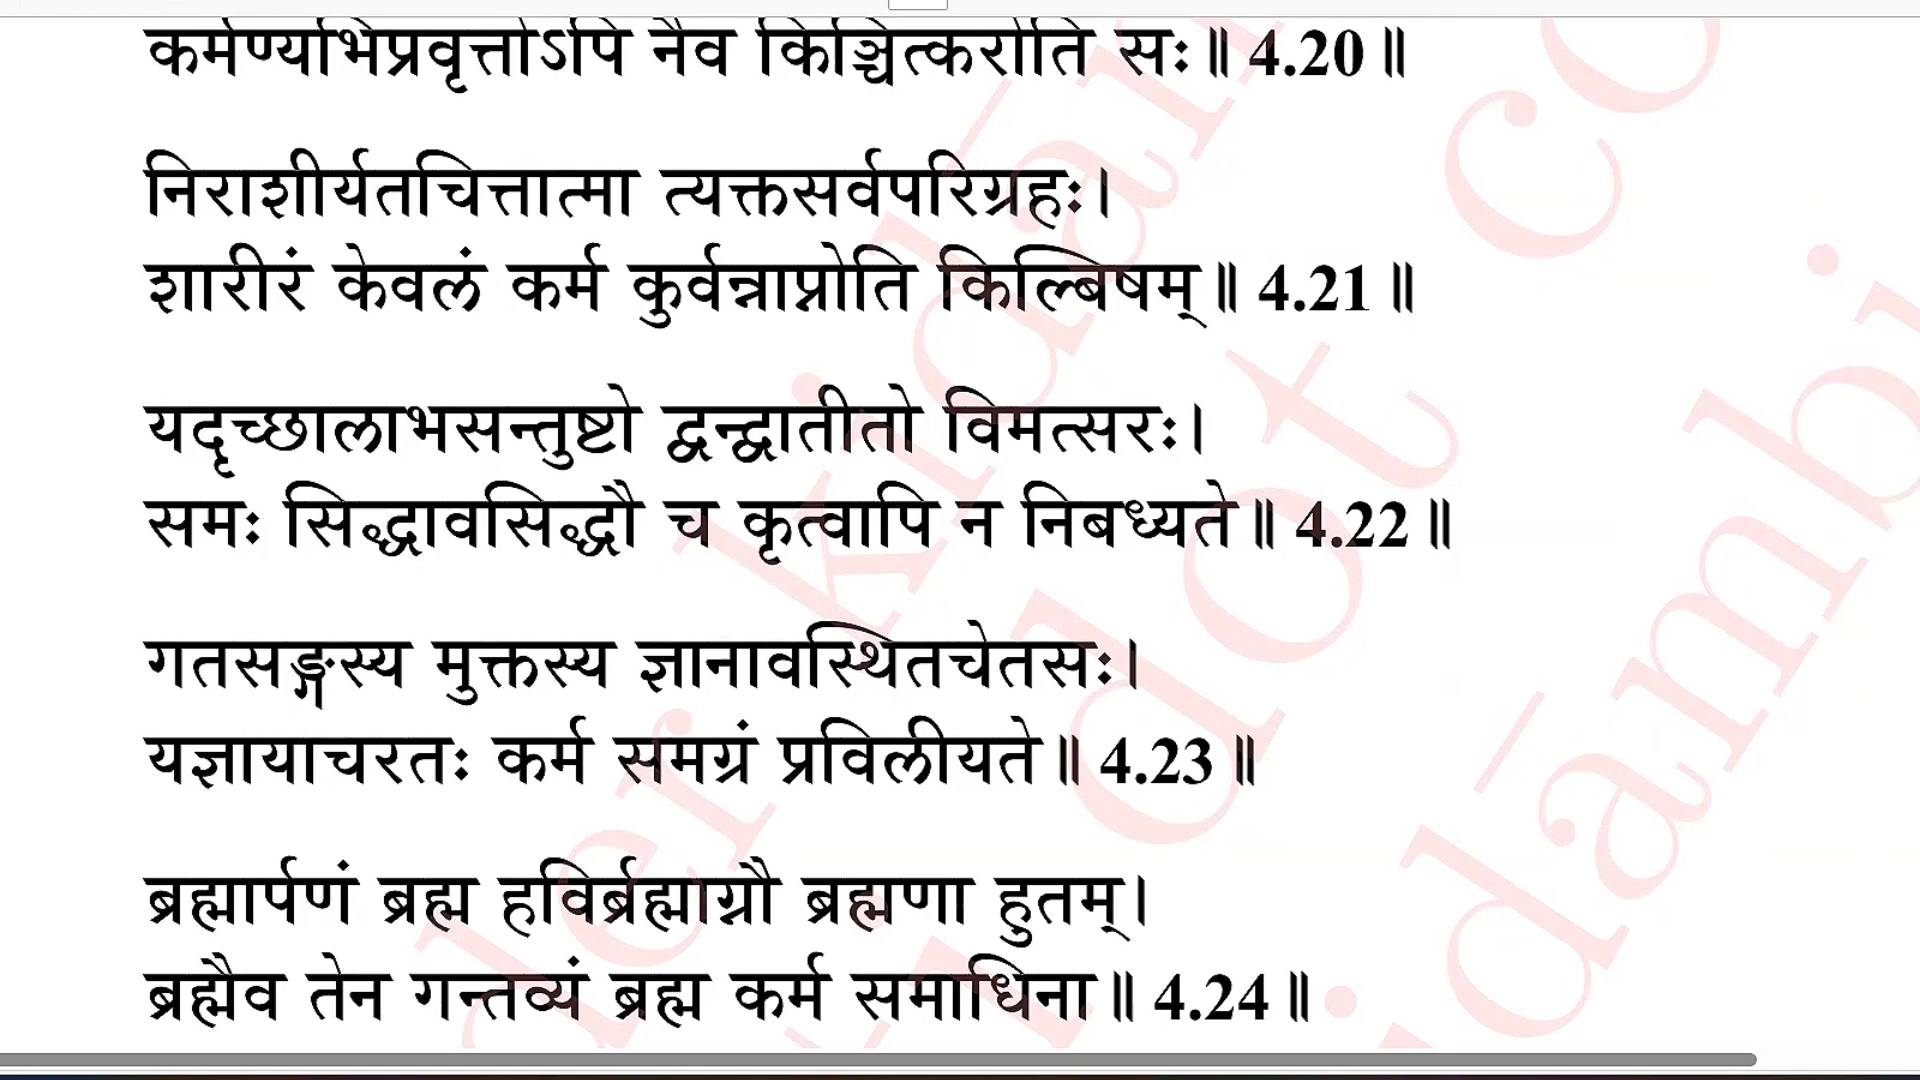 कर्मण्यभिप्रवृत्तोऽपि नैव किञ्चित्करोति सः॥ 4.20॥
निराशीर्यतचित्तात्मा त्यक्तसर्वपरिग्रहः।
शारीरं केवलं कर्म कुर्वन्नाप्नोति किल्बिषम्॥ 4.21॥
यदृच्छालाभसन्तुष्टो द्वन्द्वातीतो विमत्सरः।
समः सिद्धावसिद्धौ च कृत्वापि न निबध्यते॥ 4.22॥
गतसङ्गस्य मुक्तस्य ज्ञानावस्थितचेतसः।
यज्ञायाचरतः कर्म समग्रं प्रविलीयते॥ 4.23॥
ब्रह्मार्पणं ब्रह्म हविर्ब्रह्माग्नौ ब्रह्मणा हुतम्।
ब्रह्मैव तेन गन्तव्यं ब्रह्म कर्म समाधिना॥ 4.24॥